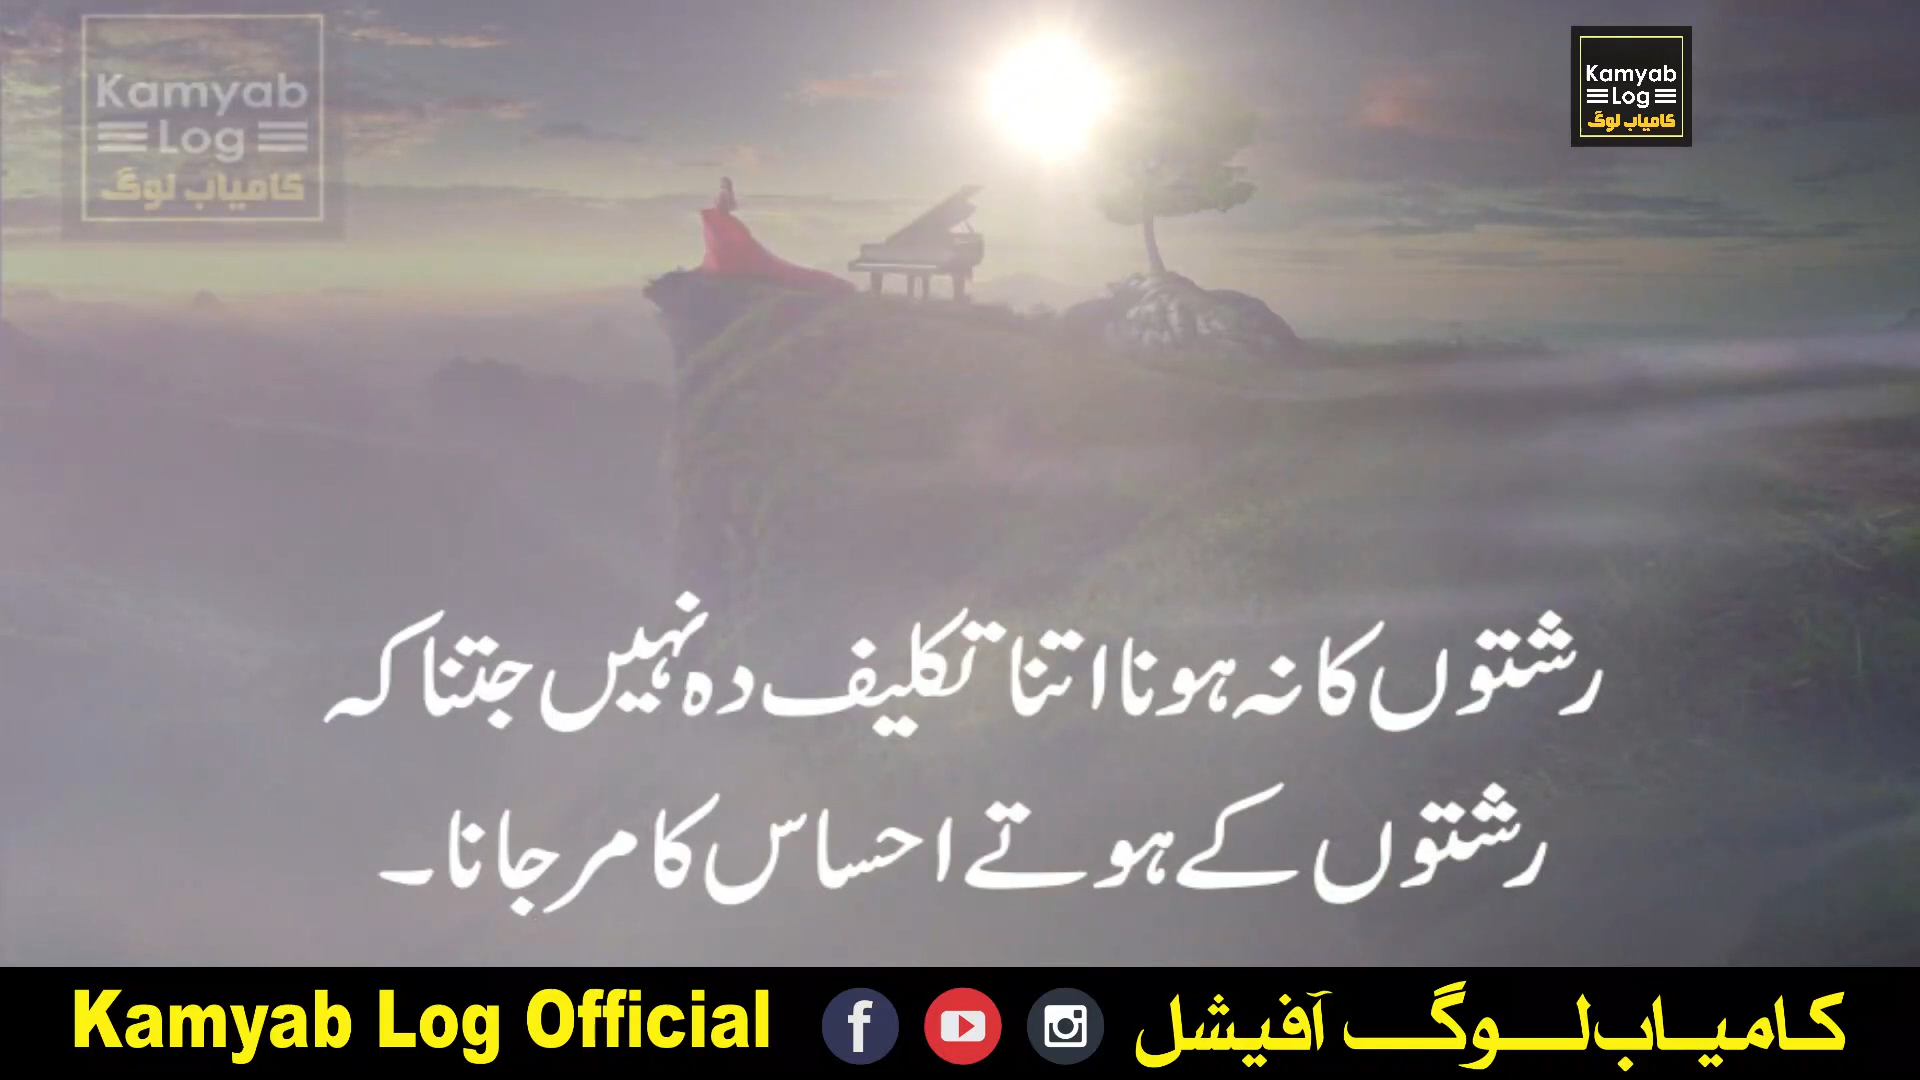 Kamyab
Log
کامیاب لوگ
Kamyab
Log
کامیاب لوگ
رشتوں کا نہ ہونا اتنا تکلیف دہ نہیں جتنا کہ
رشتوں کے ہوتے احساس کا مر جانا۔
Kamyab Log Official
کامیاب لوگ آفیشل